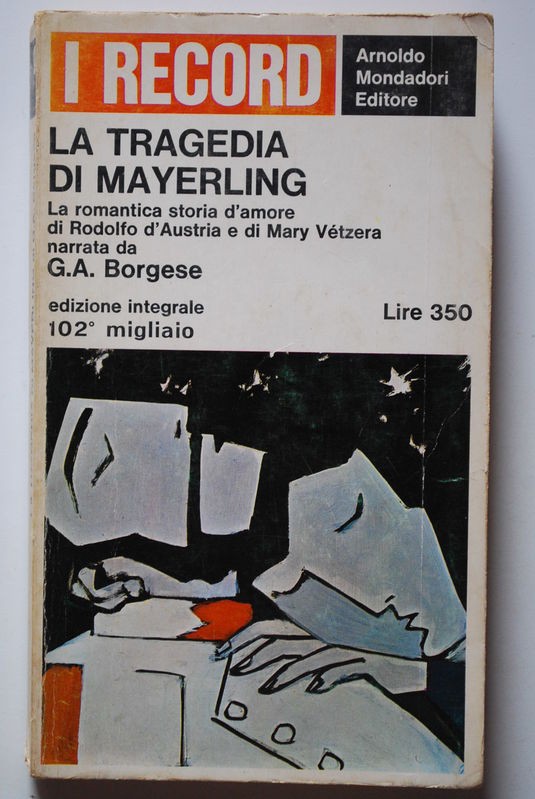 I RECORD
Arnoldo
Mondadori
Editore
LA TRAGEDIA
DI MAYERLING
La romantica storia d'amore
di Rodolfo d'Austria e di Mary Vétzera
narrata da
G.A. Borgese
edizione integrale
102° migliaio
Lire 350